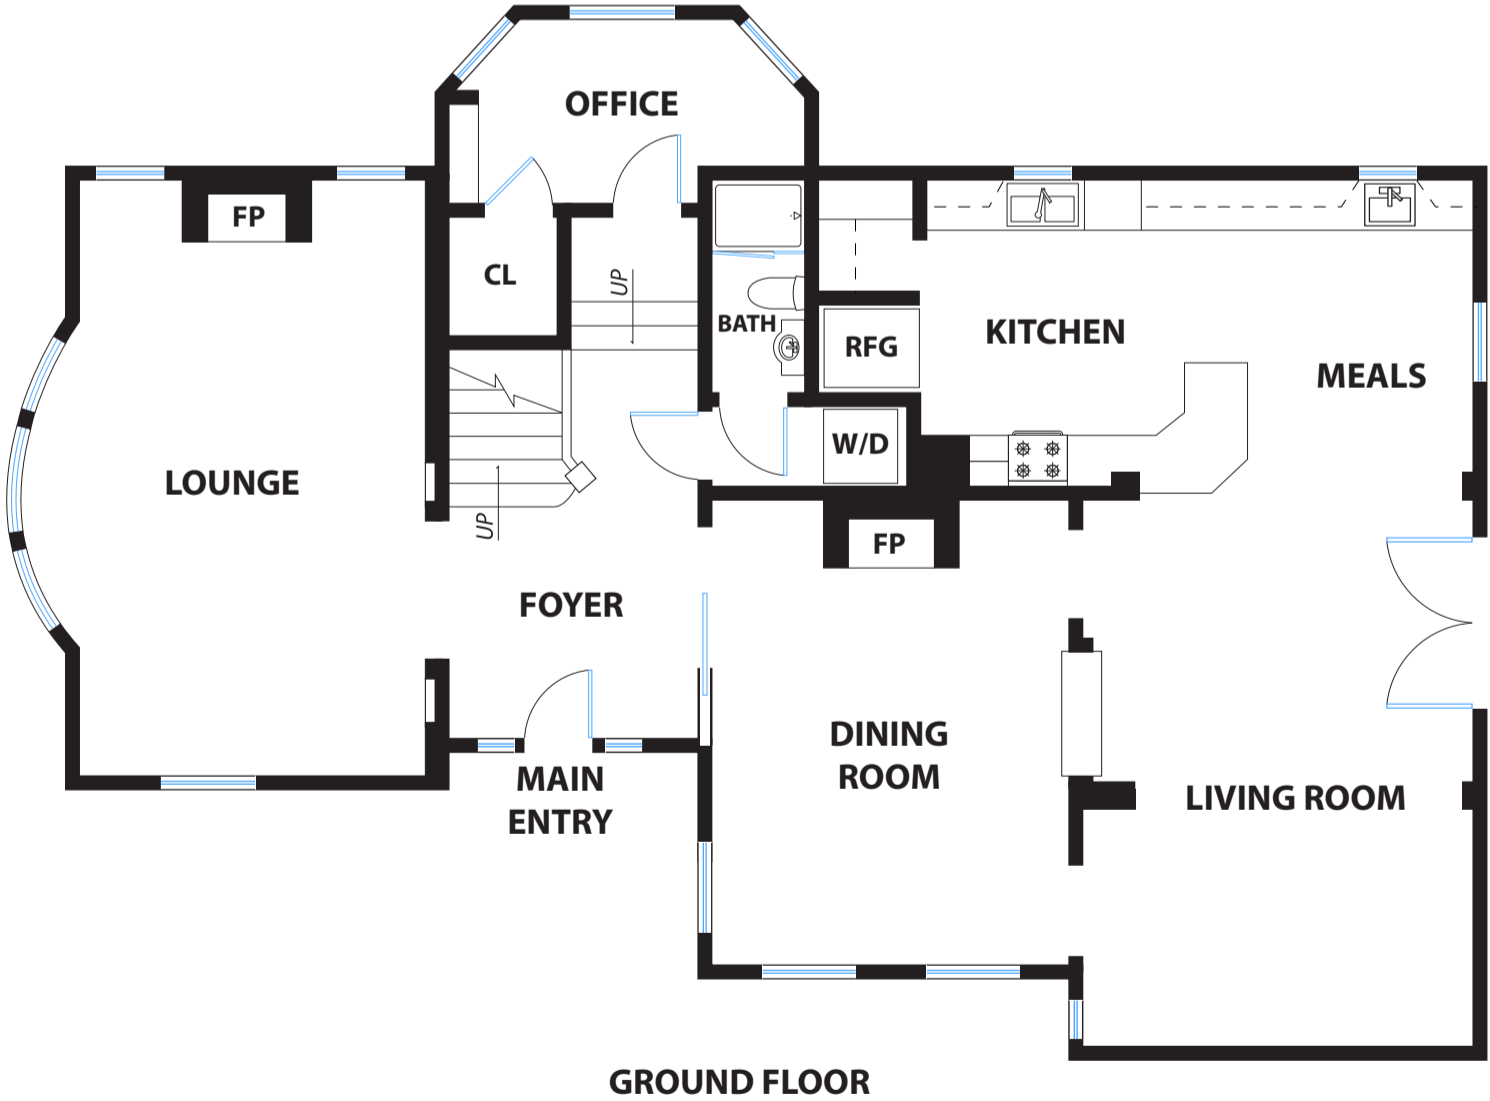 OFFICE
FP
CL
UP
BATH
RFG
KITCHEN
MEALS
W/D
LOUNGE
UP
FP
FOYER
DINING
ROOM
MAIN
ENTRY
LIVING ROOM
GROUND FLOOR